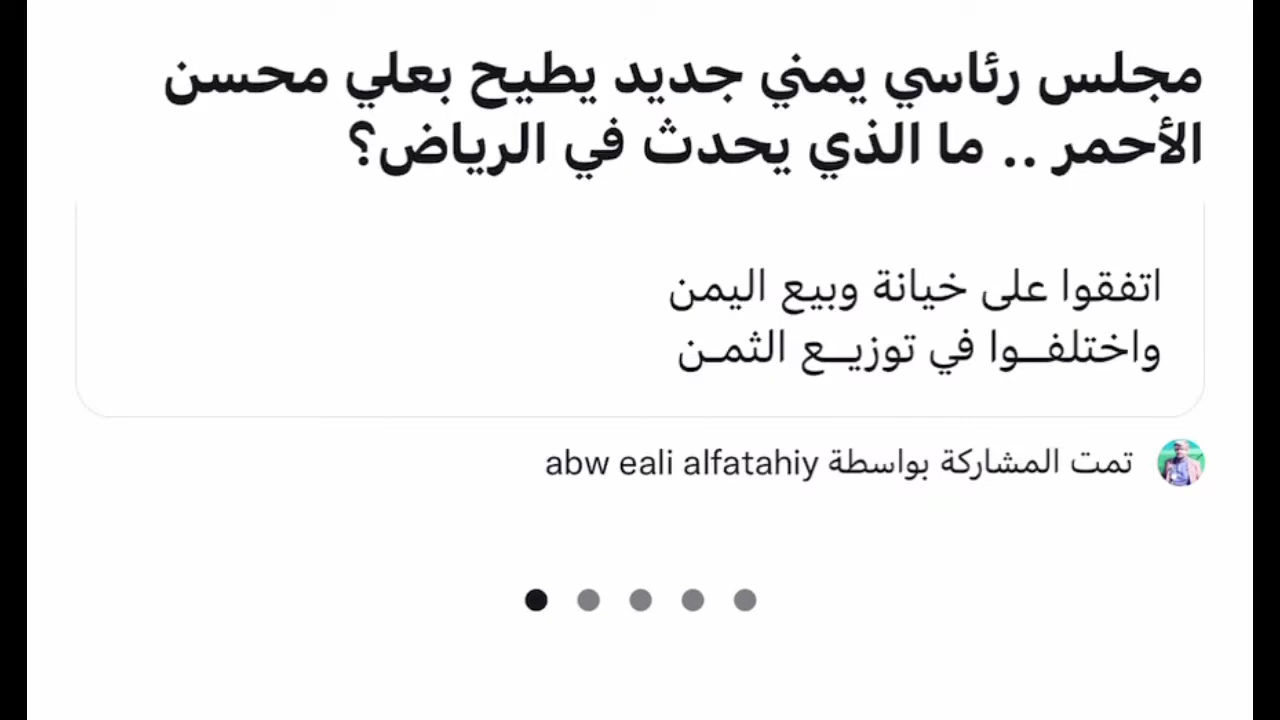 مجلس رئاسي يمني جديد يطيح بعلي محسن
الأحمر .. ما الذي يحدث في الرياض؟
اتفقوا على خيانة وبيع اليمن
واختلفــوا في توزيــع الثمـن
تمت المشاركة بواسطة abw eali alfatahiy